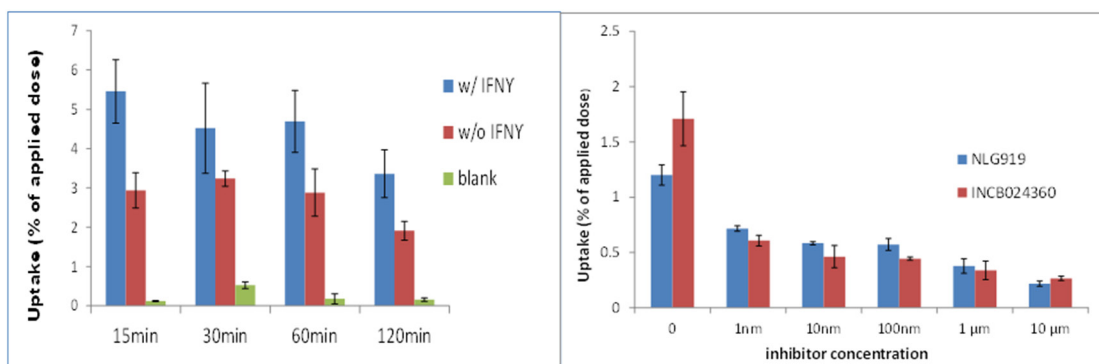 Uptake (% of applied dose)
7
6
5
4
3
2
1
0
15min 30min 60min 120min
w/ IFNY
w/o IFNY
blank
Uptake (% of applied dose)
2.5
2
1.5
1
0.5
0
0 1nm 10nm 100nm 1 µm 10 µm
inhibitor concentration
NLG919
INCB024360